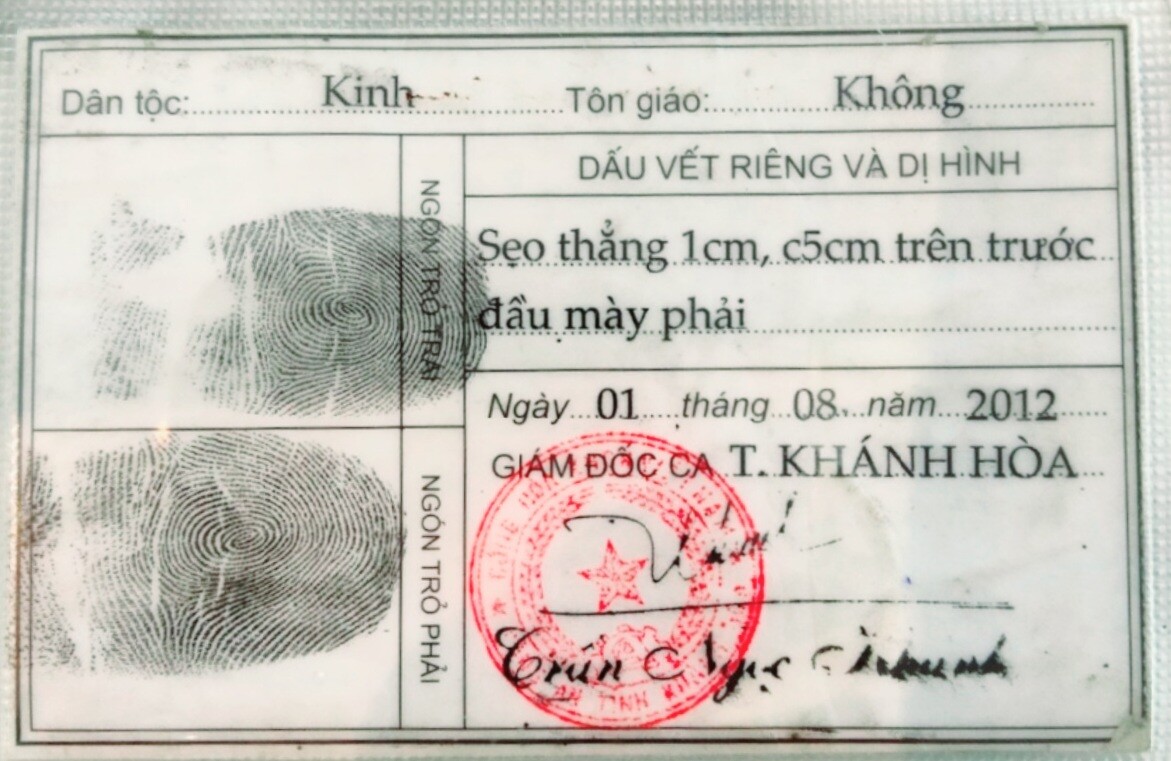 Dân tộc: Kinh Tôn giáo: Không
DẤU VẾT RIÊNG VÀ DỊ HÌNH
NGÓN TRỎ TRÁI
Sẹo thẳng 1cm, c5cm trên trước
đầu mày phải
Ngày 01 tháng 08 năm 2012
GIÁM ĐỐC CA T. KHÁNH HÒA
NGÓN TRỎ PHẢI
Trần Ngọc